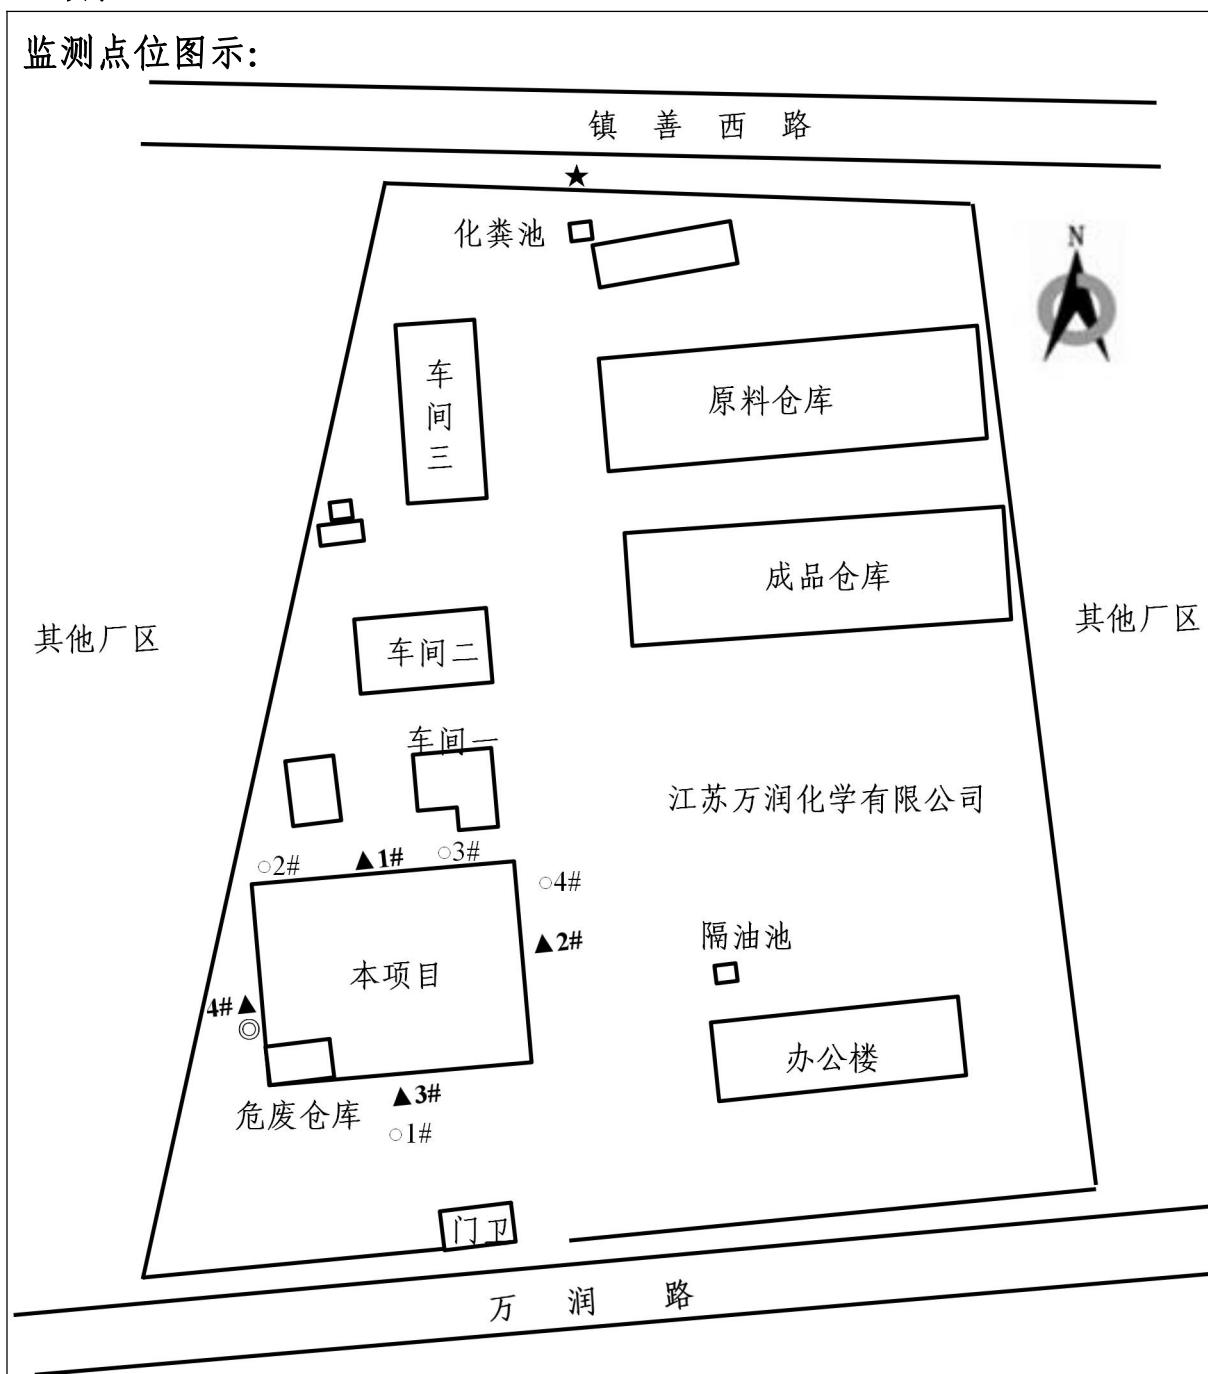 监测点位图示:
镇善西路
★
化粪池
N
车间三
原料仓库
成品仓库
其他厂区
其他厂区
车间二
车间一
江苏万润化学有限公司
○2#
▲1#
○3#
○4#
▲2#
隔油池
本项目
4#▲
◎
办公楼
▲3#
危废仓库
○1#
门卫
万润路